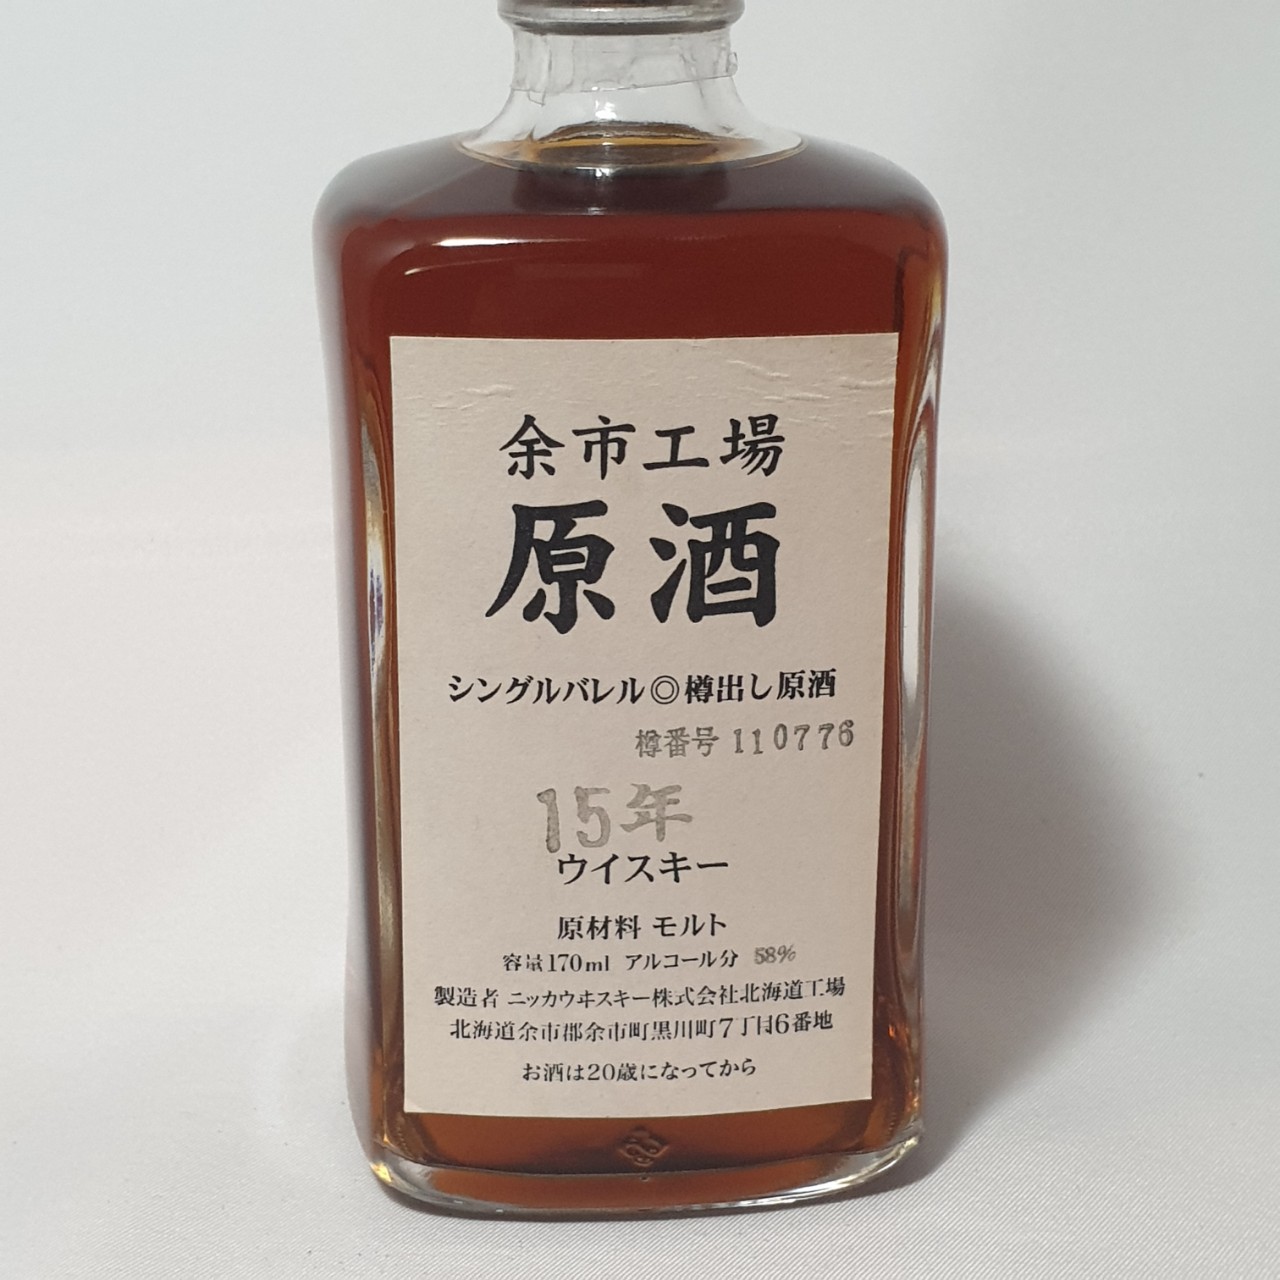 余市工場
原酒
シングルバレル◎樽出し原酒
樽番号 110776
15年
ウイスキー
原材料 モルト
容量170ml アルコール分 58%
製造者 ニッカウヰスキー株式会社北海道工場
北海道余市郡余市町黒川町7丁目6番地
お酒は20歳になってから